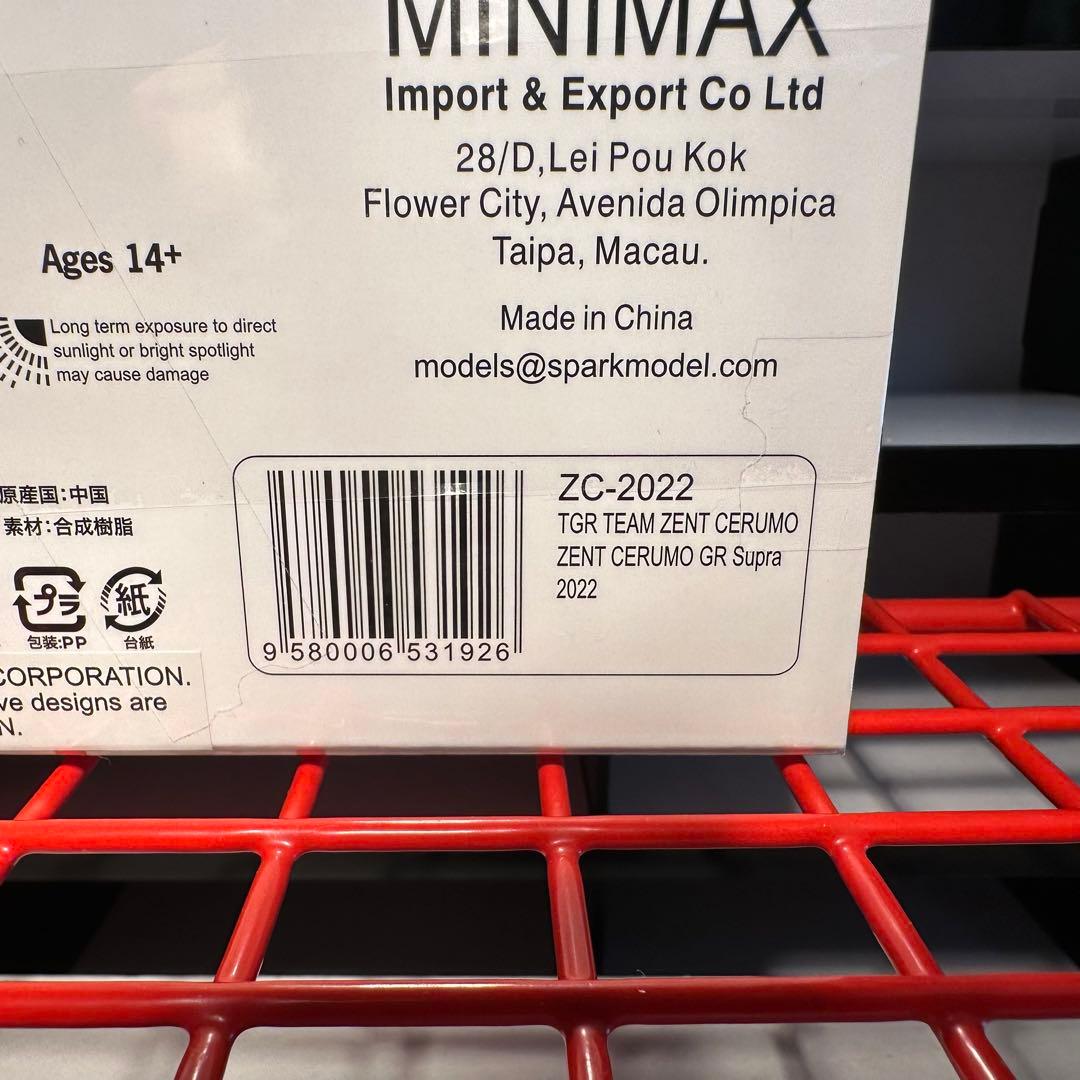 MINIMAX
Import & Export Co Ltd
28/D,Lei Pou Kok
Flower City, Avenida Olimpica
Taipa, Macau.
Made in China
models@sparkmodel.com
Ages 14+
Long term exposure to direct
sunlight or bright spotlight
may cause damage
原産国:中国
素材:合成樹脂
プラ
紙
包装:PP
台紙
CORPORATION.
ve designs are
N.
9 580006 531926
ZC-2022
TGR TEAM ZENT CERUMO
ZENT CERUMO GR Supra
2022